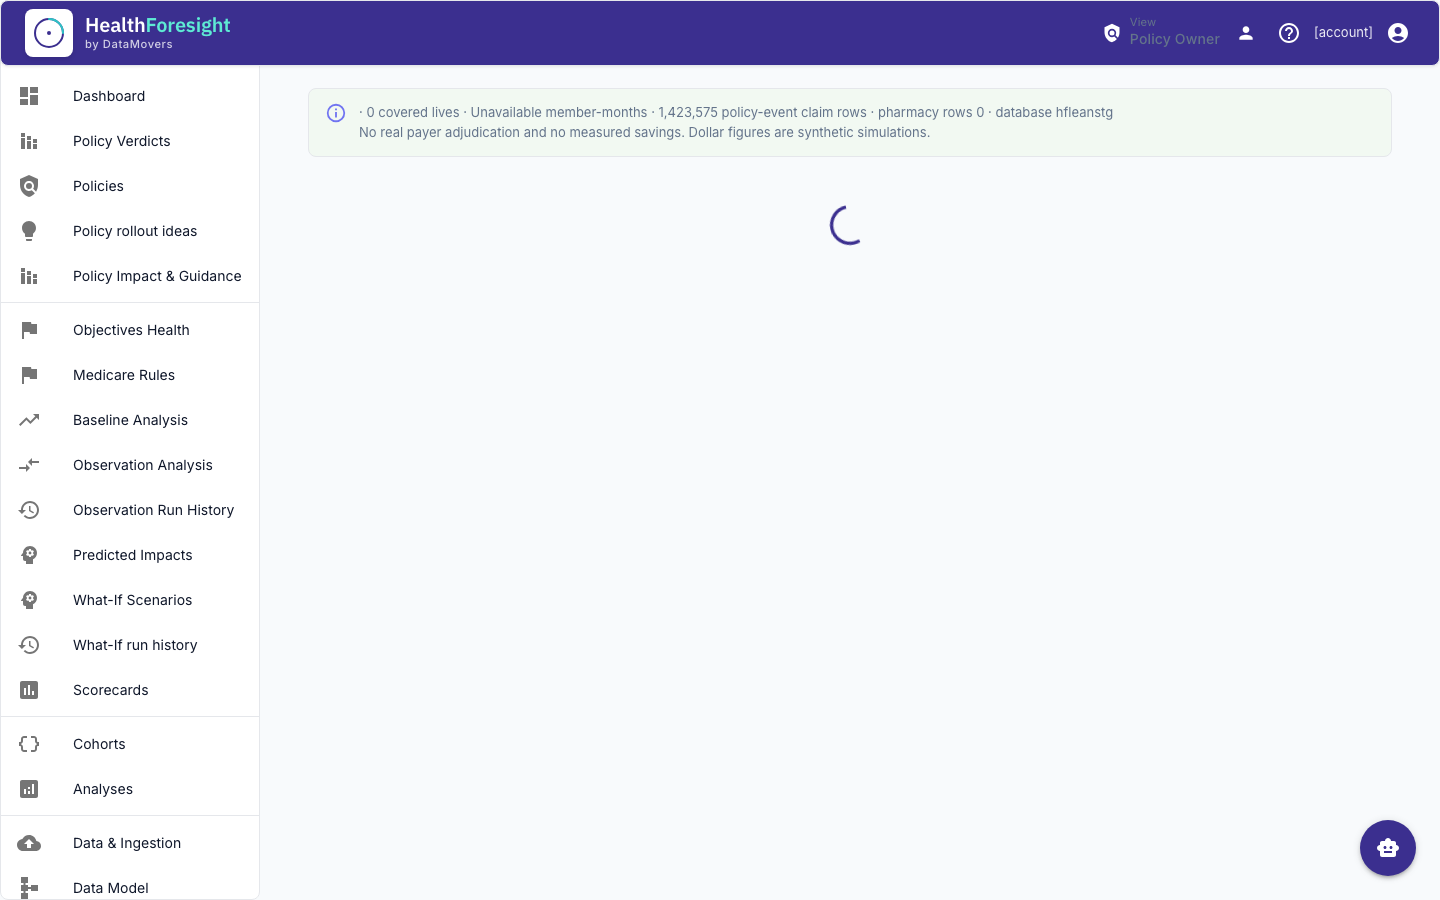 HealthForesight
by DataMovers
View
Policy Owner
[account]
Dashboard
Policy Verdicts
Policies
Policy rollout ideas
Policy Impact & Guidance
Objectives Health
Medicare Rules
Baseline Analysis
Observation Analysis
Observation Run History
Predicted Impacts
What-If Scenarios
What-If run history
Scorecards
Cohorts
Analyses
Data & Ingestion
Data Model
· 0 covered lives · Unavailable member-months · 1,423,575 policy-event claim rows · pharmacy rows 0 · database hfleanstg
No real payer adjudication and no measured savings. Dollar figures are synthetic simulations.